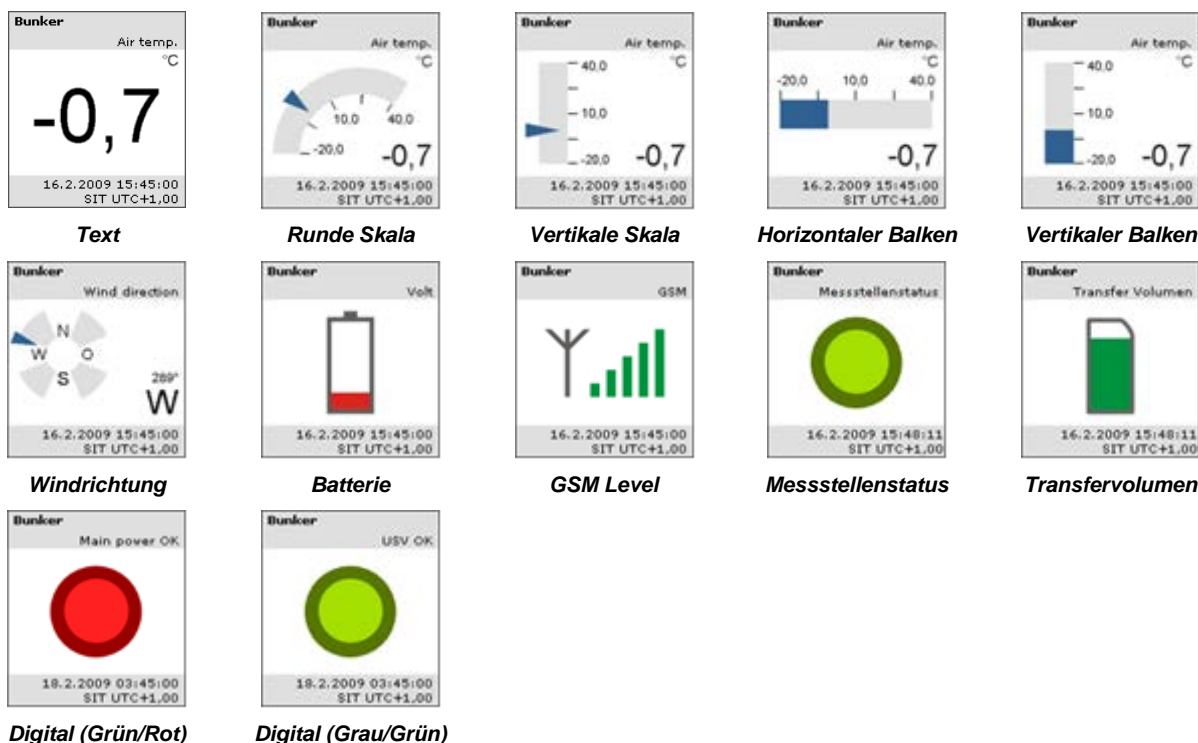 Bunker
Air temp.
°C
-0,7
16.2.2009 15:45:00
SIT UTC+1,00
Text
Bunker
Air temp.
10.0
40.0
-20.0
-0,7
16.2.2009 15:45:00
SIT UTC+1,00
Runde Skala
Bunker
Air temp.
°C
40.0
10.0
-20.0
-0,7
16.2.2009 15:45:00
SIT UTC+1,00
Vertikale Skala
Bunker
Air temp.
°C
-20.0 10.0 40.0
-0,7
16.2.2009 15:45:00
SIT UTC+1,00
Horizontaler Balken
Bunker
Air temp.
°C
40.0
10.0
-20.0
-0,7
16.2.2009 15:45:00
SIT UTC+1,00
Vertikaler Balken
Bunker
Wind direction
N
W O
S
289°
W
16.2.2009 15:45:00
SIT UTC+1,00
Windrichtung
Bunker
Volt
16.2.2009 15:45:00
SIT UTC+1,00
Batterie
Bunker
GSM
16.2.2009 15:45:00
SIT UTC+1,00
GSM Level
Bunker
Messstellenstatus
16.2.2009 15:48:11
SIT UTC+1,00
Messstellenstatus
Bunker
Transfer Volumen
16.2.2009 15:48:11
SIT UTC+1,00
Transfervolumen
Bunker
Main power OK
18.2.2009 03:45:00
SIT UTC+1,00
Digital (Grün/Rot)
Bunker
USV OK
18.2.2009 03:45:00
SIT UTC+1,00
Digital (Grau/Grün)